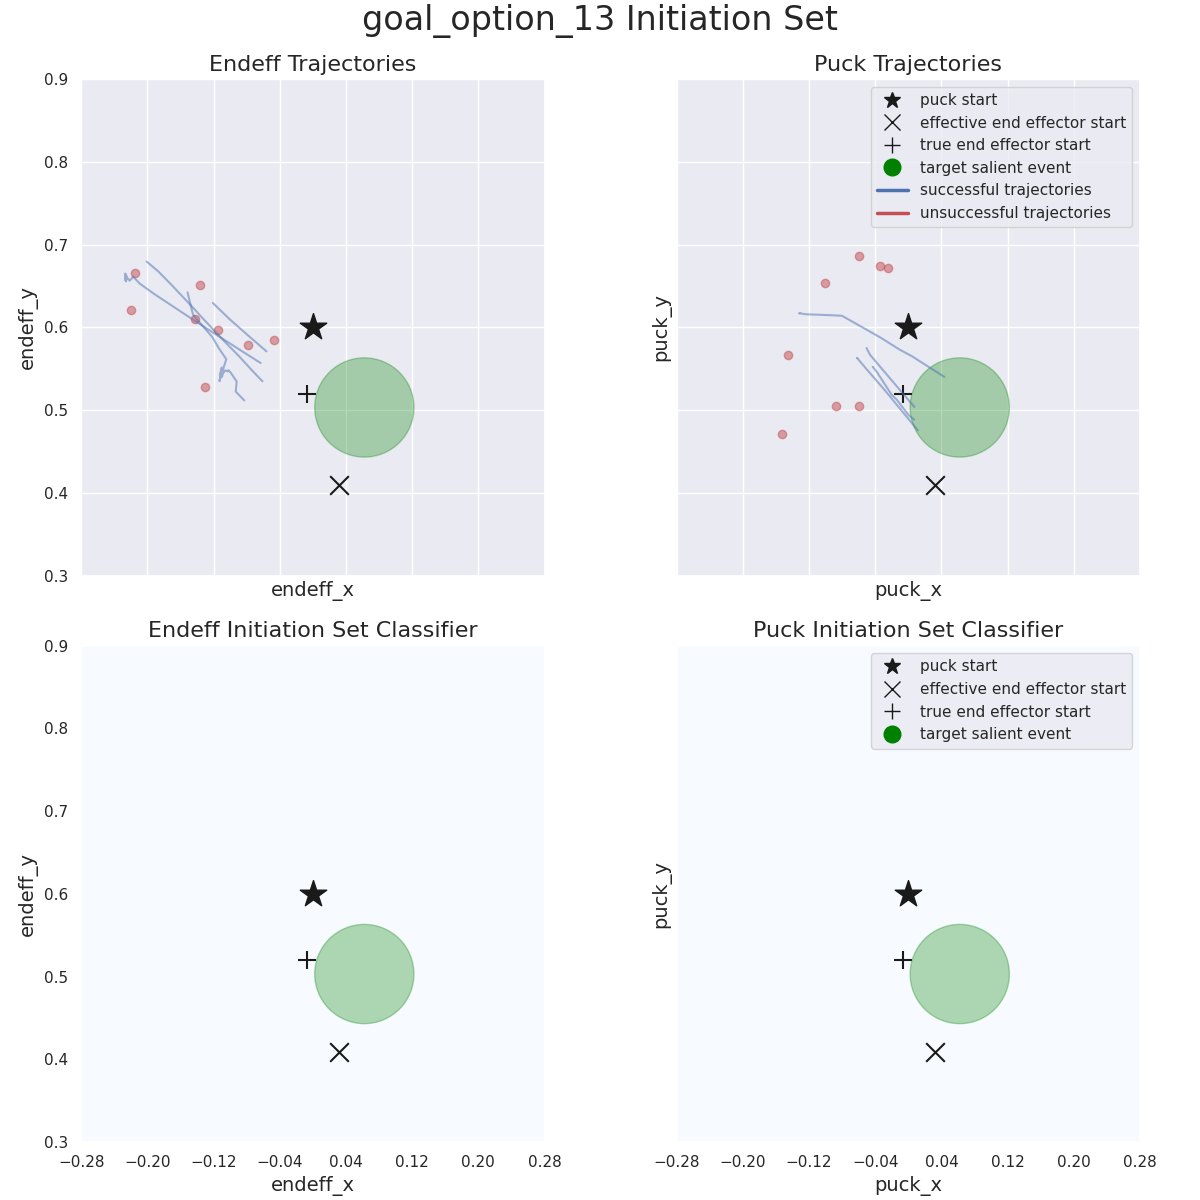 goal_option_13 Initiation Set
Endeff Trajectories
0.9
0.8
0.7
0.6
0.5
0.4
0.3
endeff_y
endeff_x
Puck Trajectories
puck start
effective end effector start
true end effector start
target salient event
successful trajectories
unsuccessful trajectories
puck_y
puck_x
Endeff Initiation Set Classifier
0.9
0.8
0.7
0.6
0.5
0.4
0.3
endeff_y
−0.28 −0.20 −0.12 −0.04 0.04 0.12 0.20 0.28
endeff_x
Puck Initiation Set Classifier
puck start
effective end effector start
true end effector start
target salient event
puck_y
−0.28 −0.20 −0.12 −0.04 0.04 0.12 0.20 0.28
puck_x